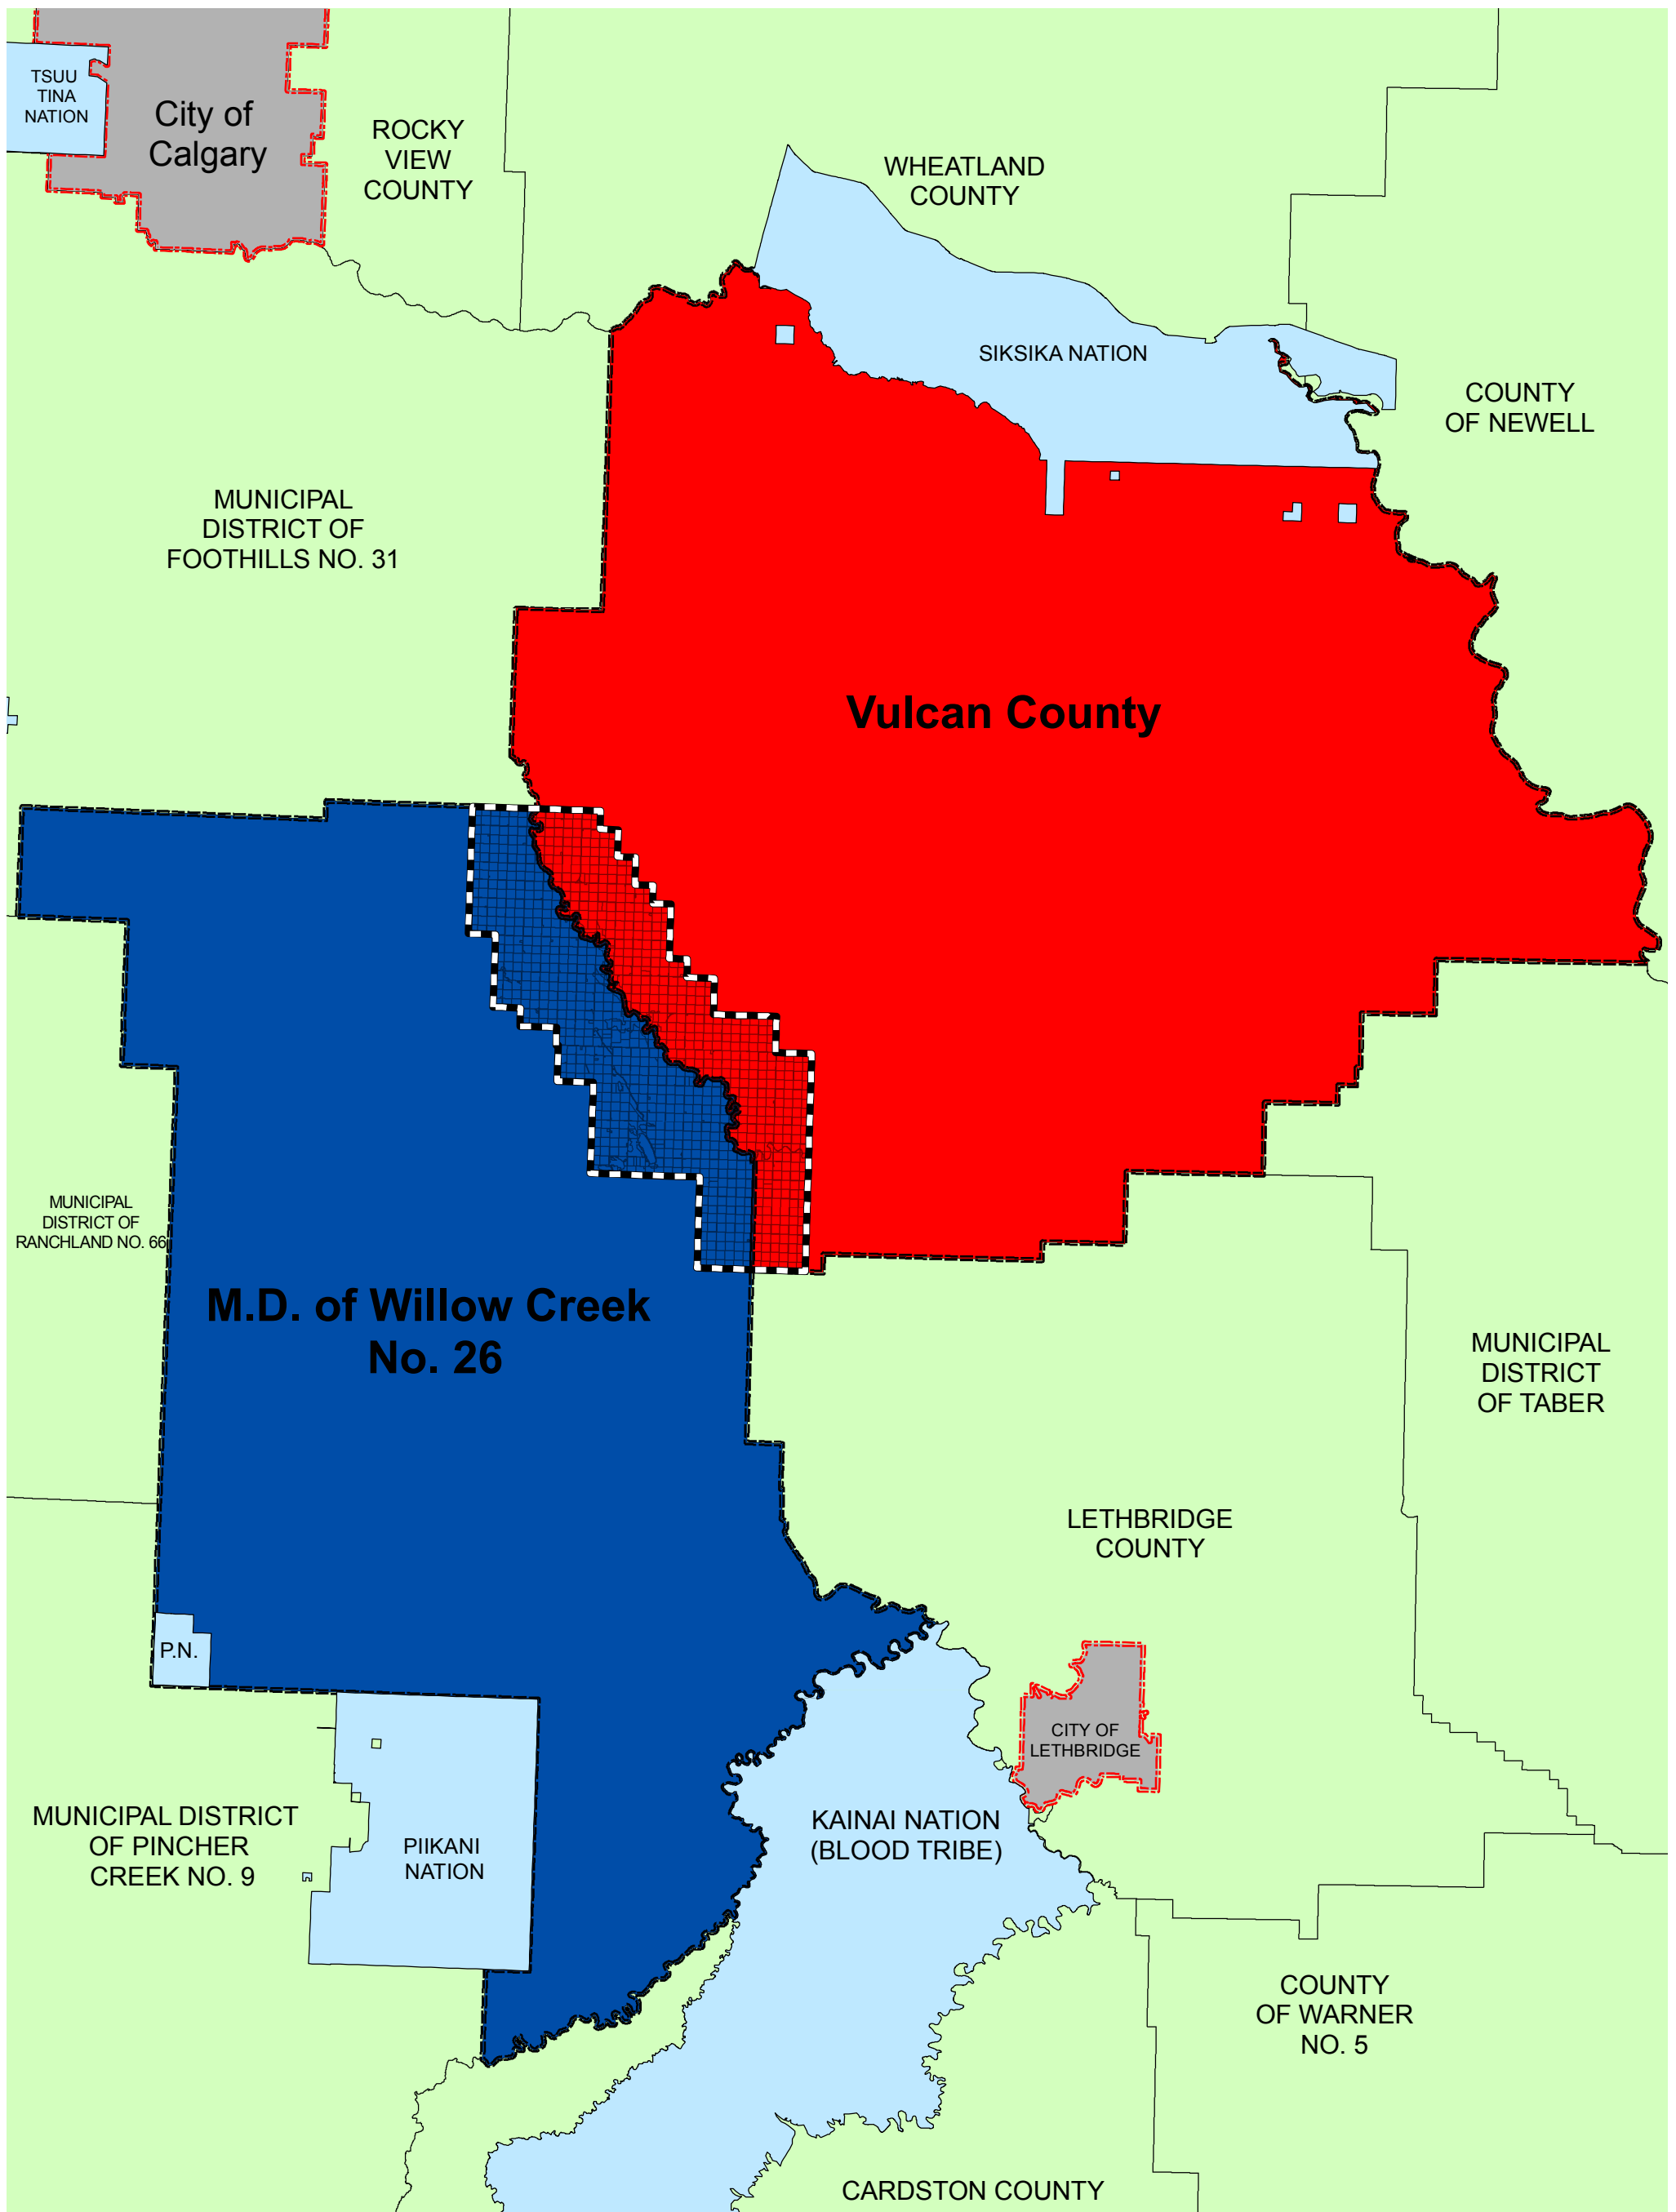 TSUU
TINA
NATION
City of
Calgary
ROCKY
VIEW
COUNTY
WHEATLAND
COUNTY
SIKSIKA NATION
COUNTY
OF NEWELL
MUNICIPAL
DISTRICT OF
FOOTHILLS NO. 31
Vulcan County
MUNICIPAL
DISTRICT OF
RANCHLAND NO. 66
M.D. of Willow Creek
No. 26
MUNICIPAL
DISTRICT
OF TABER
LETHBRIDGE
COUNTY
P.N.
CITY OF
LETHBRIDGE
MUNICIPAL DISTRICT
OF PINCHER
CREEK NO. 9
PIIKANI
NATION
KAINAI NATION
(BLOOD TRIBE)
COUNTY
OF WARNER
NO. 5
CARDSTON COUNTY